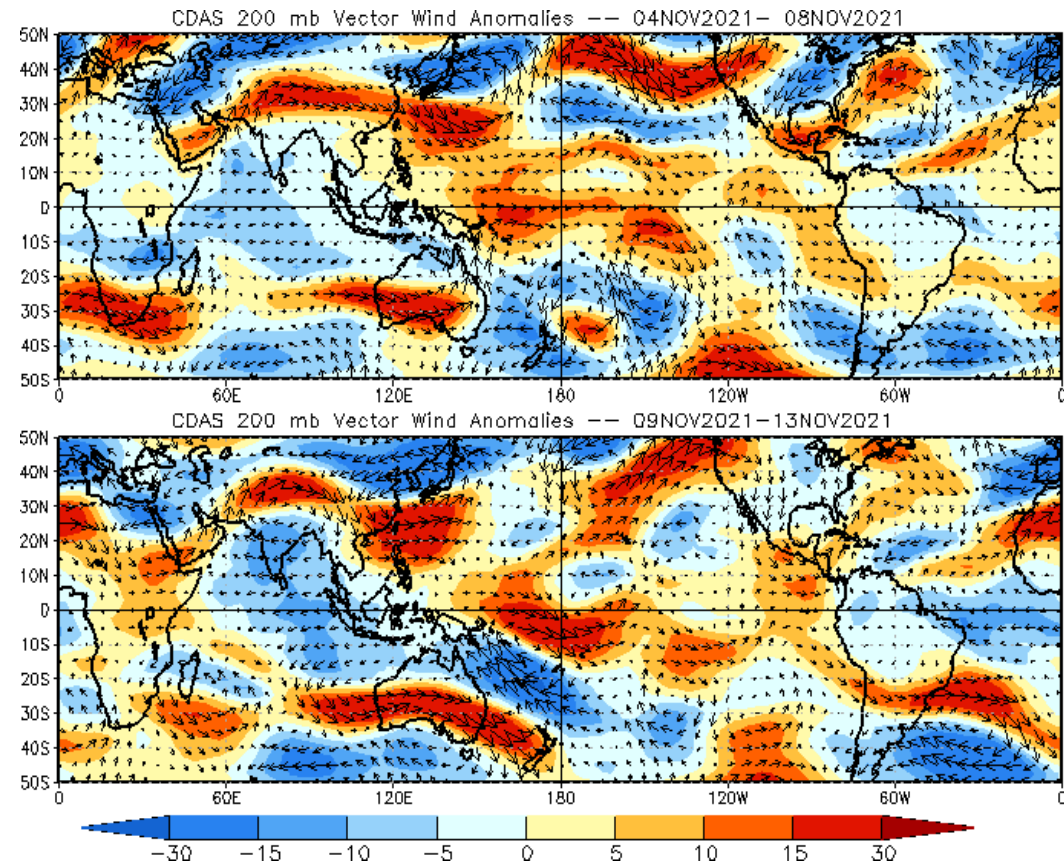 CDAS 200 mb Vector Wind Anomalies -- 04NOV2021- 08NOV2021
50N
40N
30N
20N
10N
0
10S
20S
30S
40S
50S
0 60E 120E 180 120W 60W 0
CDAS 200 mb Vector Wind Anomalies -- 09NOV2021-13NOV2021
50N
40N
30N
20N
10N
0
10S
20S
30S
40S
50S
0 60E 120E 180 120W 60W 0
-30 -15 -10 -5 0 5 10 15 30